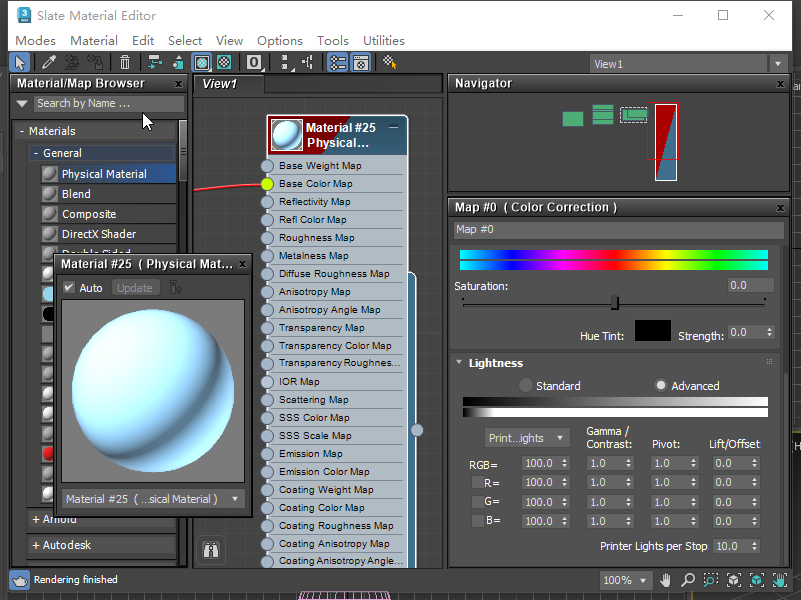 Slate Material Editor
Modes Material Edit Select View Options Tools Utilities
View1
Material/Map Browser
Search by Name ...
- Materials
- General
Physical Material
Blend
Composite
DirectX Shader
Double Sided
+ Arnold
+ Autodesk
View1
Material #25
Physical...
Base Weight Map
Base Color Map
Reflectivity Map
Refl Color Map
Roughness Map
Metalness Map
Diffuse Roughness Map
Anisotropy Map
Anisotropy Angle Map
Transparency Map
Transparency Color Map
Transparency Roughnes...
IOR Map
Scattering Map
SSS Color Map
SSS Scale Map
Emission Map
Emission Color Map
Coating Weight Map
Coating Color Map
Coating Roughness Map
Coating Anisotropy Map
Coating Anisotropy Angle...
Material #25 ( Physical Mat...
Auto Update
Material #25 ( ...sical Material )
Navigator
Map #0 ( Color Correction )
Map #0
Saturation: 0.0
Hue Tint: Strength: 0.0
Lightness
Standard Advanced
Print...ights Gamma / Contrast: Pivot: Lift/Offset:
RGB= 100.0 1.0 1.0 0.0
R= 100.0 1.0 1.0 0.0
G= 100.0 1.0 1.0 0.0
B= 100.0 1.0 1.0 0.0
Printer Lights per Stop: 10.0
Rendering finished
100%